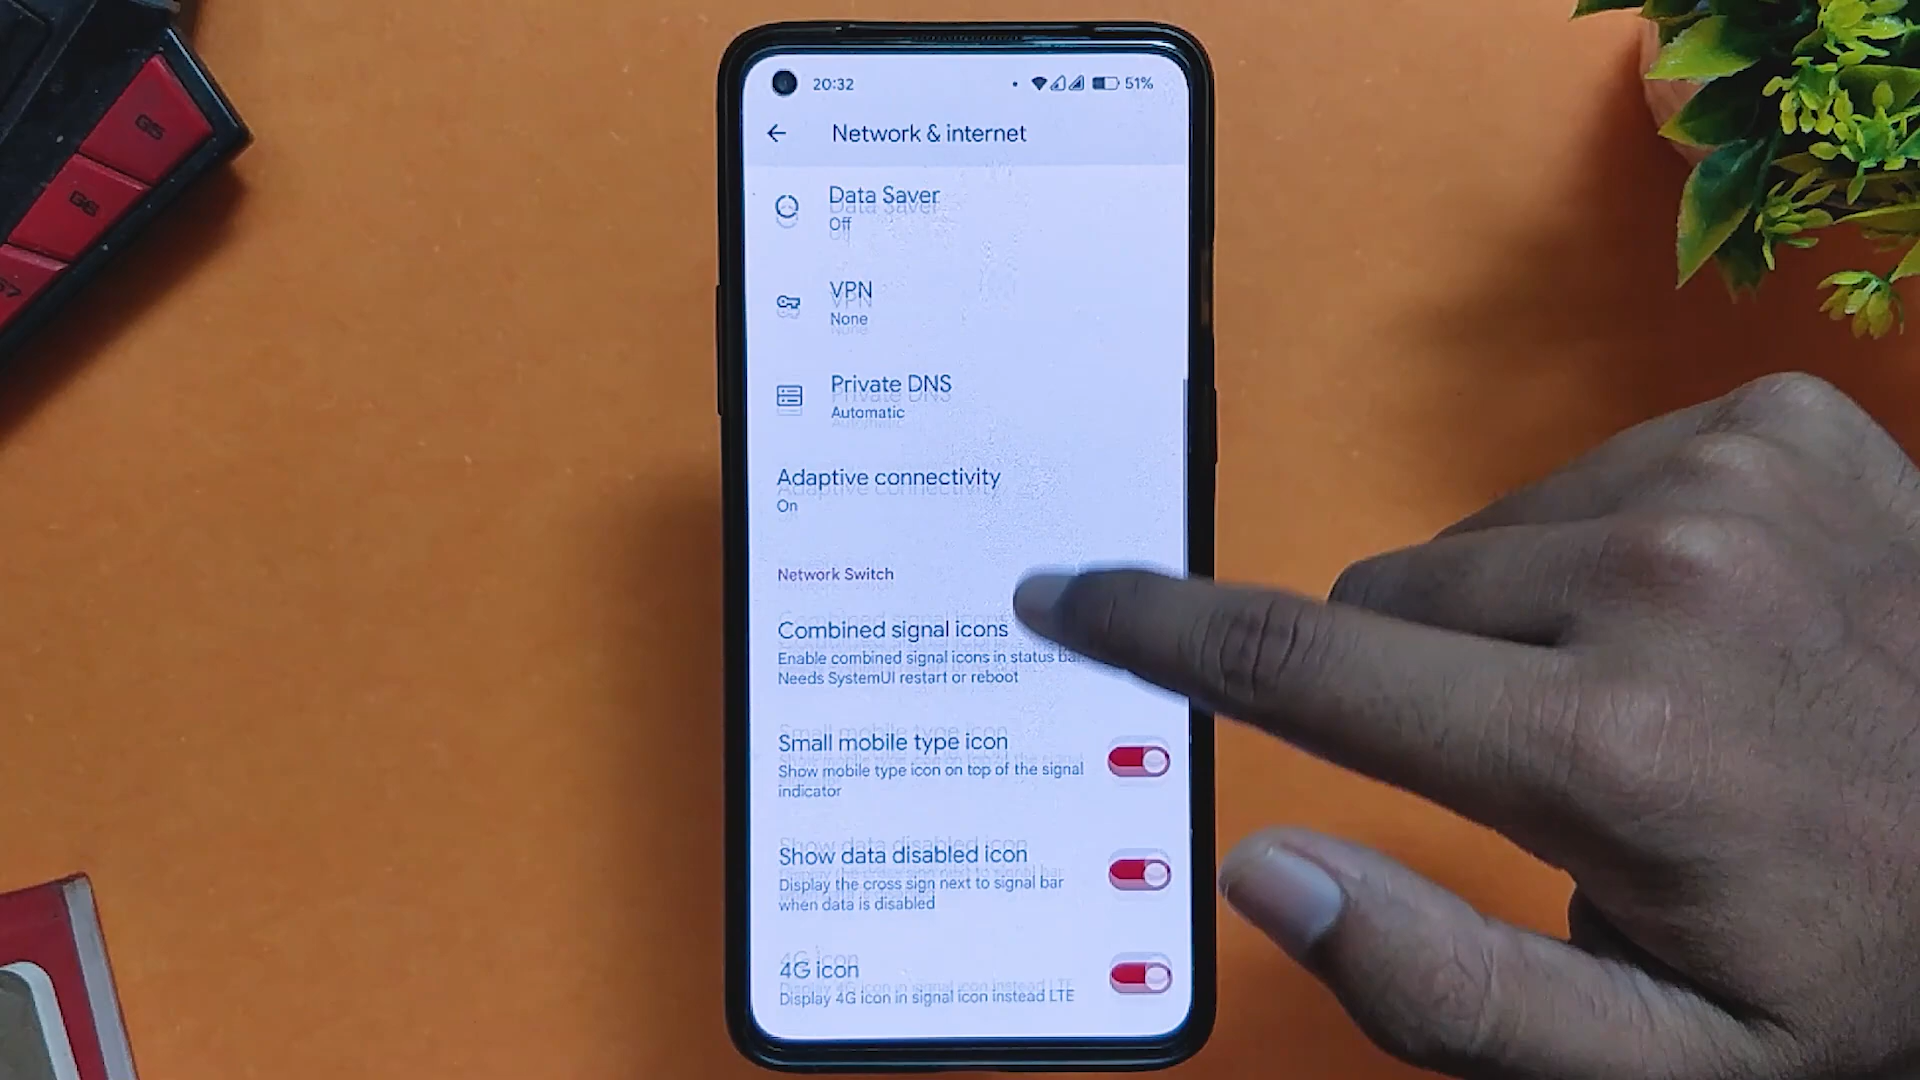 20:32
51%
Network & internet
Data Saver
Off
VPN
None
Private DNS
Automatic
Adaptive connectivity
On
Network Switch
Combined signal icons
Enable combined signal icons in status
Needs SystemUI restart or reboot
Small mobile type icon
Show mobile type icon on top of the signal
indicator
Show data disabled icon
Display the cross sign next to signal bar
when data is disabled
4G icon
Display 4G icon in signal icon instead LTE
G5
G6